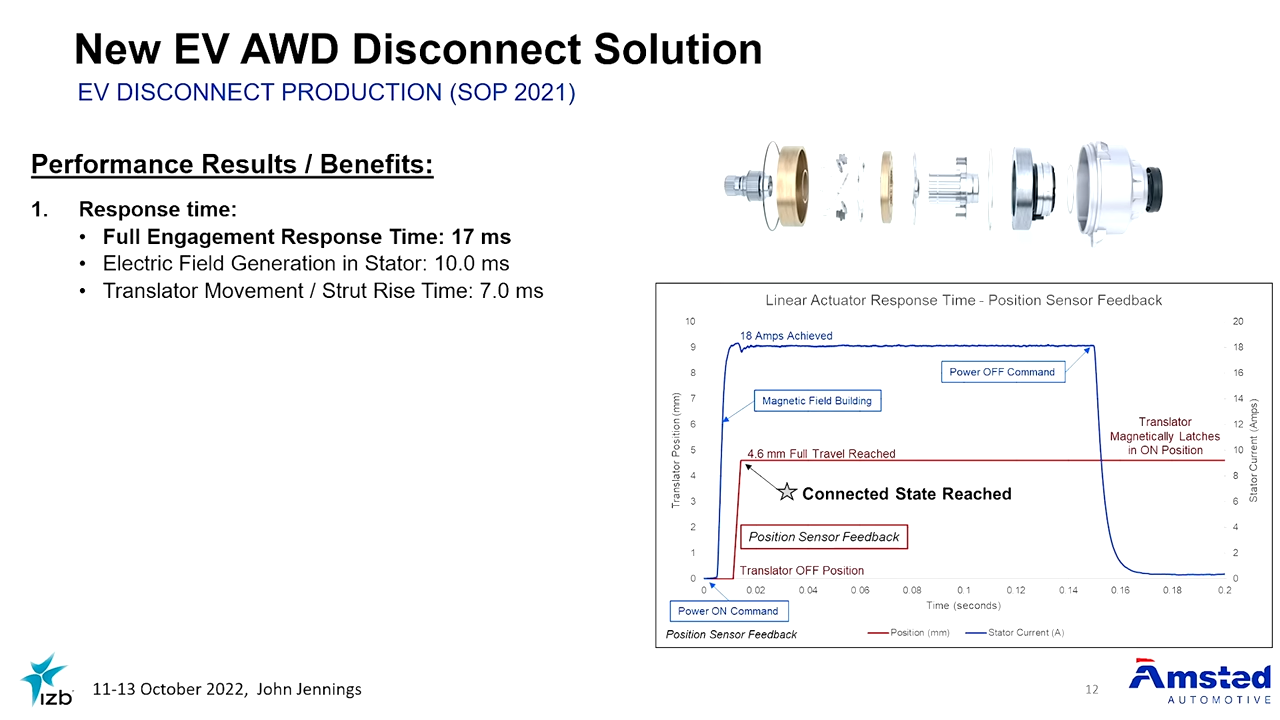 New EV AWD Disconnect Solution
EV DISCONNECT PRODUCTION (SOP 2021)
Performance Results / Benefits:
1. Response time:
• Full Engagement Response Time: 17 ms
• Electric Field Generation in Stator: 10.0 ms
• Translator Movement / Strut Rise Time: 7.0 ms
Linear Actuator Response Time - Position Sensor Feedback
10
9
8
7
6
5
4
3
2
1
0
Translator Position (mm)
20
18
16
14
12
10
8
6
4
2
0
Stator Current (Amps)
18 Amps Achieved
Power OFF Command
Magnetic Field Building
Translator
Magnetically Latches
in ON Position
4.6 mm Full Travel Reached
Connected State Reached
Position Sensor Feedback
Translator OFF Position
0 0.02 0.04 0.06 0.08 0.1 0.12 0.14 0.16 0.18 0.2
Time (seconds)
Power ON Command
Position Sensor Feedback
Position (mm) Stator Current (A)
izb
11-13 October 2022, John Jennings
12
Amsted
AUTOMOTIVE